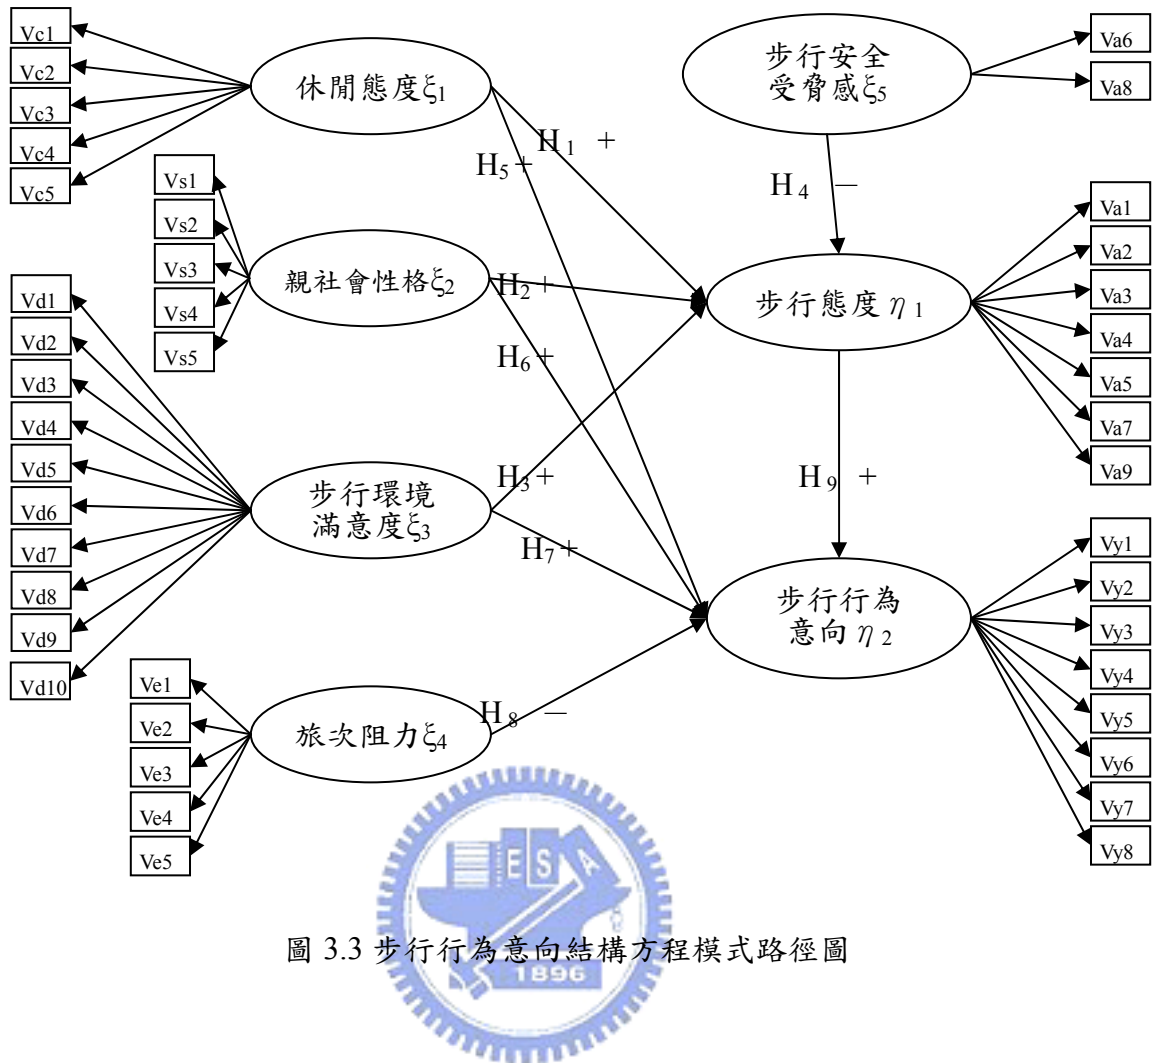 Vc1
Vc2
Vc3
Vc4
Vc5
休閒態度ξ1
步行安全
受脅感ξ5
Va6
Va8
H1 +
H5+
H4 —
Vs1
Vs2
Vs3
Vs4
Vs5
親社會性格ξ2
H2+
H6+
步行態度η1
Va1
Va2
Va3
Va4
Va5
Va7
Va9
Vd1
Vd2
Vd3
Vd4
Vd5
Vd6
Vd7
Vd8
Vd9
Vd10
步行環境
滿意度ξ3
H3+
H7+
H9 +
步行行為
意向η2
Vy1
Vy2
Vy3
Vy4
Vy5
Vy6
Vy7
Vy8
Ve1
Ve2
Ve3
Ve4
Ve5
旅次阻力ξ4
H8 —
E S A
圖 3.3 步行行為意向結構方程模式路徑圖
1896